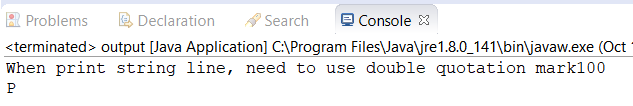 Problems Declaration Search Console
<terminated> output [Java Application] C:\Program Files\Java\jre1.8.0_141\bin\javaw.exe (Oct
When print string line, need to use double quotation mark100
P